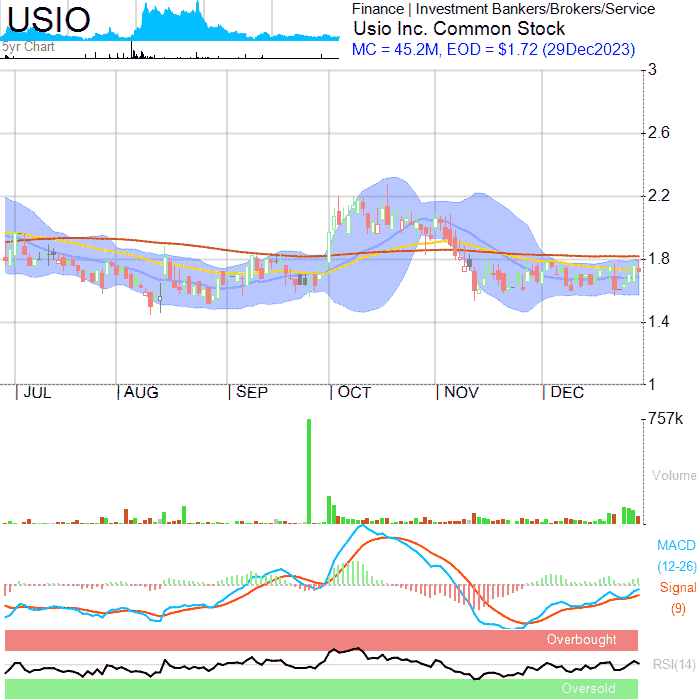 USIO
5yr Chart
Finance | Investment Bankers/Brokers/Service
Usio Inc. Common Stock
MC = 45.2M, EOD = $1.72 (29Dec2023)
3
2.6
2.2
1.8
1.4
1
JUL AUG SEP OCT NOV DEC
757k
Volume
MACD
(12-26)
Signal
(9)
Overbought
RSI(14)
Oversold